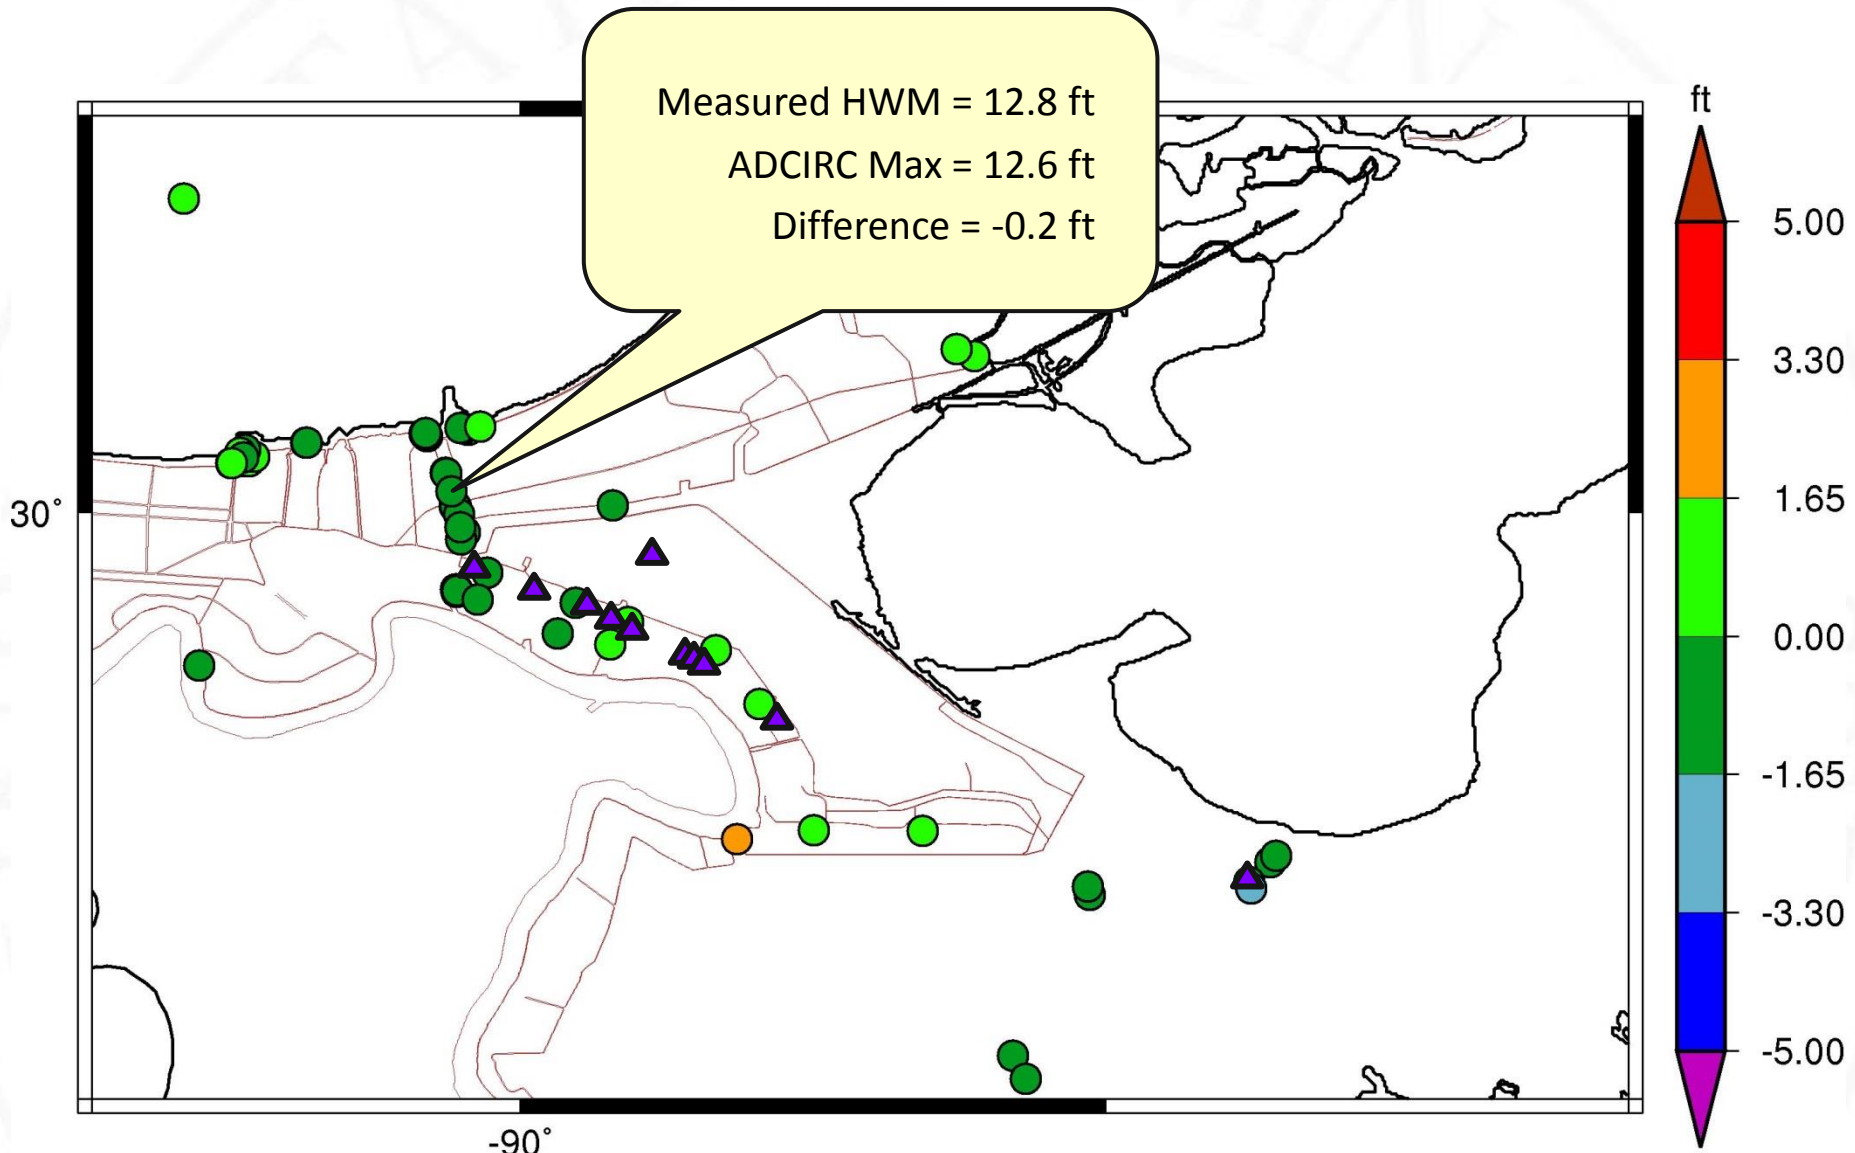 Measured HWM = 12.8 ft
ADCIRC Max = 12.6 ft
Difference = -0.2 ft
ft
5.00
3.30
1.65
0.00
-1.65
-3.30
-5.00
30°
-90°